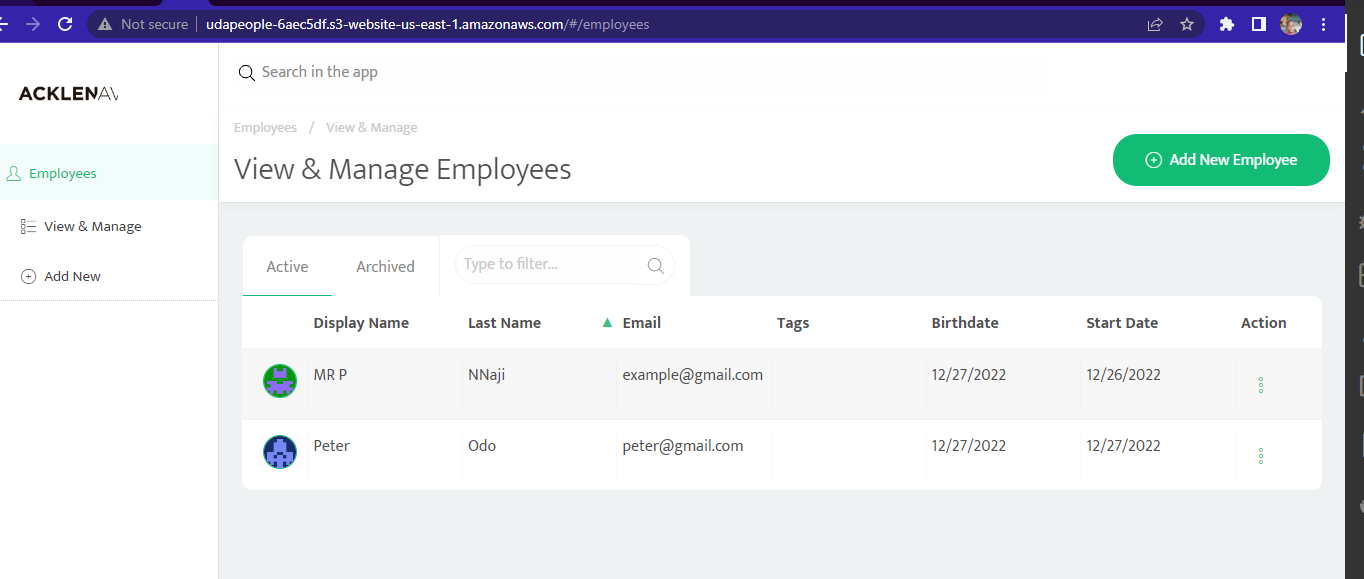 Not secure udapeople-6aec5df.s3-website-us-east-1.amazonaws.com/#/employees
Search in the app
ACKLENAV
Employees / View & Manage
View & Manage Employees
Add New Employee
Employees
View & Manage
Add New
Active Archived Type to filter...
Display Name Last Name Email Tags Birthdate Start Date Action
MR P NNaji example@gmail.com 12/27/2022 12/26/2022
Peter Odo peter@gmail.com 12/27/2022 12/27/2022